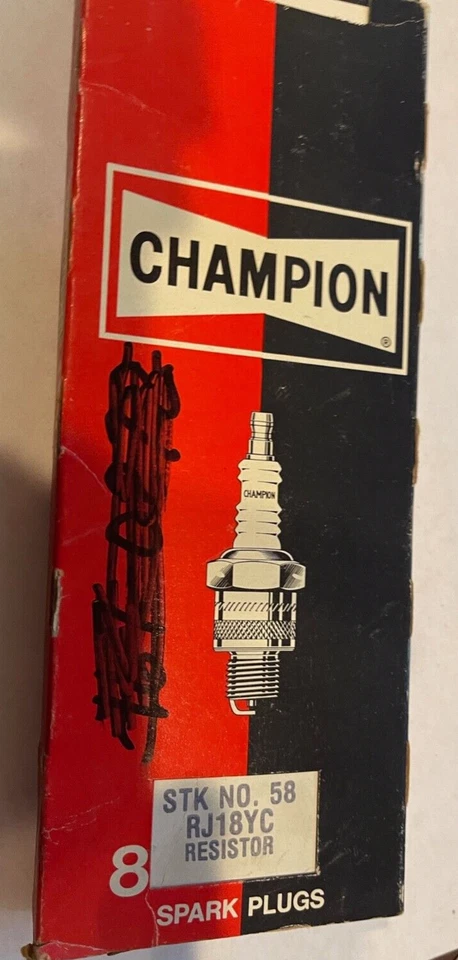 CHAMPION
®
CHAMPION
STK NO. 58
RJ18YC
RESISTOR
8
SPARK PLUGS